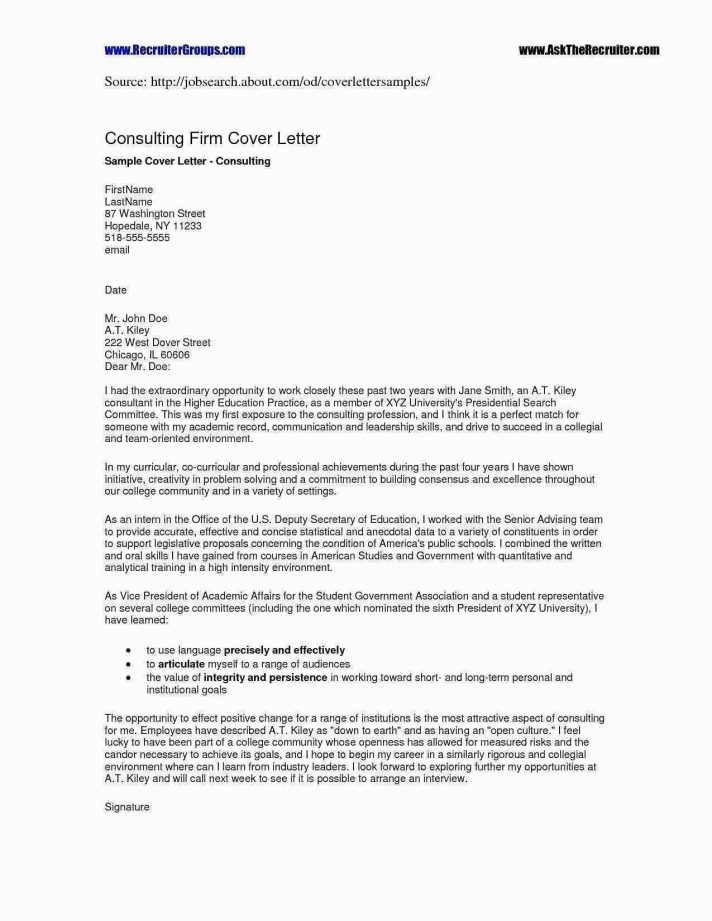 www.RecruiterGroups.com www.AskTheRecruiter.com
Source: http://jobsearch.about.com/od/coverlettersamples/
Consulting Firm Cover Letter
Sample Cover Letter - Consulting
FirstName
LastName
87 Washington Street
Hopedale, NY 11233
518-555-5555
email
Date
Mr. John Doe
A.T. Kiley
222 West Dover Street
Chicago, IL 60606
Dear Mr. Doe:
I had the extraordinary opportunity to work closely these past two years with Jane Smith, an A.T. Kiley
consultant in the Higher Education Practice, as a member of XYZ University's Presidential Search
Committee. This was my first exposure to the consulting profession, and I think it is a perfect match for
someone with my academic record, communication and leadership skills, and drive to succeed in a collegial
and team-oriented environment.
In my curricular, co-curricular and professional achievements during the past four years I have shown
initiative, creativity in problem solving and a commitment to building consensus and excellence throughout
our college community and in a variety of settings.
As an intern in the Office of the U.S. Deputy Secretary of Education, I worked with the Senior Advising team
to provide accurate, effective and concise statistical and anecdotal data to a variety of constituents in order
to support legislative proposals concerning the condition of America's public schools. I combined the written
and oral skills I have gained from courses in American Studies and Government with quantitative and
analytical training in a high intensity environment.
As Vice President of Academic Affairs for the Student Government Association and a student representative
on several college committees (including the one which nominated the sixth President of XYZ University), I
have learned:
• to use language precisely and effectively
• to articulate myself to a range of audiences
• the value of integrity and persistence in working toward short- and long-term personal and
institutional goals
The opportunity to effect positive change for a range of institutions is the most attractive aspect of consulting
for me. Employees have described A.T. Kiley as "down to earth" and as having an "open culture." I feel
lucky to have been part of a college community whose openness has allowed for measured risks and the
candor necessary to achieve its goals, and I hope to begin my career in a similarly rigorous and collegial
environment where can I learn from industry leaders. I look forward to exploring further my opportunities at
A.T. Kiley and will call next week to see if it is possible to arrange an interview.
Signature